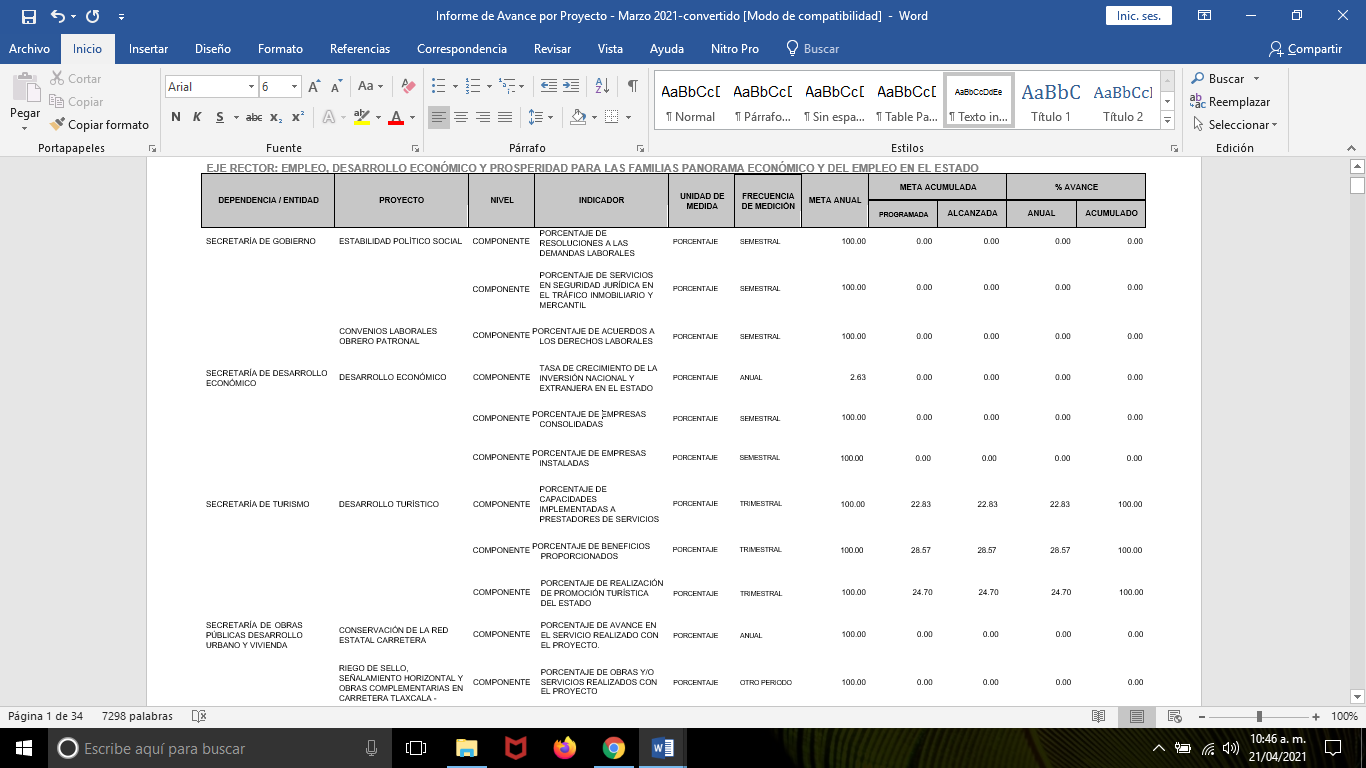 Informe de Avance por Proyecto - Marzo 2021-convertido [Modo de compatibilidad] - Word
Inic. ses.
Archivo Inicio Insertar Diseño Formato Referencias Correspondencia Revisar Vista Ayuda Nitro Pro Buscar Compartir
Pegar
Cortar
Copiar
Copiar formato
Portapapeles
Arial 6
N K S abc x₂ x²
Fuente
Párrafo
AaBbCcD AaBbCcD AaBbCcD AaBbCcD AaBbCcDdEe AaBbC AaBbCcI
¶ Normal ¶ Párrafo... ¶ Sin espa... ¶ Table Pa... ¶ Texto in... Título 1 Título 2
Estilos
Buscar
Reemplazar
Seleccionar
Edición
EJE RECTOR: EMPLEO, DESARROLLO ECONÓMICO Y PROSPERIDAD PARA LAS FAMILIAS PANORAMA ECONÓMICO Y DEL EMPLEO EN EL ESTADO
DEPENDENCIA / ENTIDAD PROYECTO NIVEL INDICADOR
UNIDAD DE
MEDIDA
FRECUENCIA
DE MEDICIÓN
META ANUAL
META ACUMULADA
% AVANCE
PROGRAMADA ALCANZADA ANUAL ACUMULADO
SECRETARÍA DE GOBIERNO ESTABILIDAD POLÍTICO SOCIAL COMPONENTE
PORCENTAJE DE
RESOLUCIONES A LAS
DEMANDAS LABORALES
PORCENTAJE SEMESTRAL 100.00 0.00 0.00 0.00 0.00
COMPONENTE
PORCENTAJE DE SERVICIOS
EN SEGURIDAD JURÍDICA EN
EL TRÁFICO INMOBILIARIO Y
MERCANTIL
PORCENTAJE SEMESTRAL 100.00 0.00 0.00 0.00 0.00
CONVENIOS LABORALES
OBRERO PATRONAL
COMPONENTE
PORCENTAJE DE ACUERDOS A
LOS DERECHOS LABORALES
PORCENTAJE SEMESTRAL 100.00 0.00 0.00 0.00 0.00
SECRETARÍA DE DESARROLLO
ECONÓMICO
DESARROLLO ECONÓMICO COMPONENTE
TASA DE CRECIMIENTO DE LA
INVERSIÓN NACIONAL Y
EXTRANJERA EN EL ESTADO
PORCENTAJE ANUAL 2.63 0.00 0.00 0.00 0.00
COMPONENTE
PORCENTAJE DE EMPRESAS
CONSOLIDADAS
PORCENTAJE SEMESTRAL 100.00 0.00 0.00 0.00 0.00
COMPONENTE
PORCENTAJE DE EMPRESAS
INSTALADAS
PORCENTAJE SEMESTRAL 100.00 0.00 0.00 0.00 0.00
SECRETARÍA DE TURISMO DESARROLLO TURÍSTICO COMPONENTE
PORCENTAJE DE
CAPACIDADES
IMPLEMENTADAS A
PRESTADORES DE SERVICIOS
PORCENTAJE TRIMESTRAL 100.00 22.83 22.83 22.83 100.00
COMPONENTE
PORCENTAJE DE BENEFICIOS
PROPORCIONADOS
PORCENTAJE TRIMESTRAL 100.00 28.57 28.57 28.57 100.00
COMPONENTE
PORCENTAJE DE REALIZACIÓN
DE PROMOCIÓN TURÍSTICA
DEL ESTADO
PORCENTAJE TRIMESTRAL 100.00 24.70 24.70 24.70 100.00
SECRETARÍA DE OBRAS
PÚBLICAS DESARROLLO
URBANO Y VIVIENDA
CONSERVACIÓN DE LA RED
ESTATAL CARRETERA
COMPONENTE
PORCENTAJE DE AVANCE EN
EL SERVICIO REALIZADO CON
EL PROYECTO.
PORCENTAJE ANUAL 100.00 0.00 0.00 0.00 0.00
RIEGO DE SELLO,
SEÑALAMIENTO HORIZONTAL Y
OBRAS COMPLEMENTARIAS EN
CARRETERA TLAXCALA -
COMPONENTE
PORCENTAJE DE OBRAS Y/O
SERVICIOS REALIZADOS CON
EL PROYECTO
PORCENTAJE OTRO PERIODO 100.00 0.00 0.00 0.00 0.00
Página 1 de 34 7298 palabras 100%
Escribe aquí para buscar
10:46 a. m.
21/04/2021